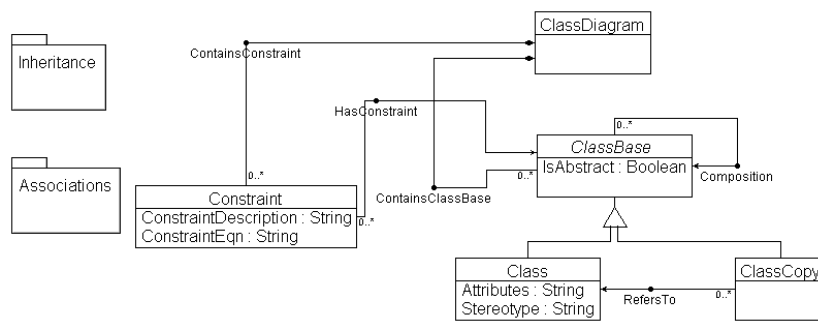 ClassDiagram
ContainsConstraint
Inheritance
HasConstraint
0..*
ClassBase
IsAbstract : Boolean
Composition
0..*
0..*
Associations
Constraint
ConstraintDescription : String
ConstraintEqn : String
0..*
ContainsClassBase
Class
Attributes : String
Stereotype : String
RefersTo
0..*
ClassCopy